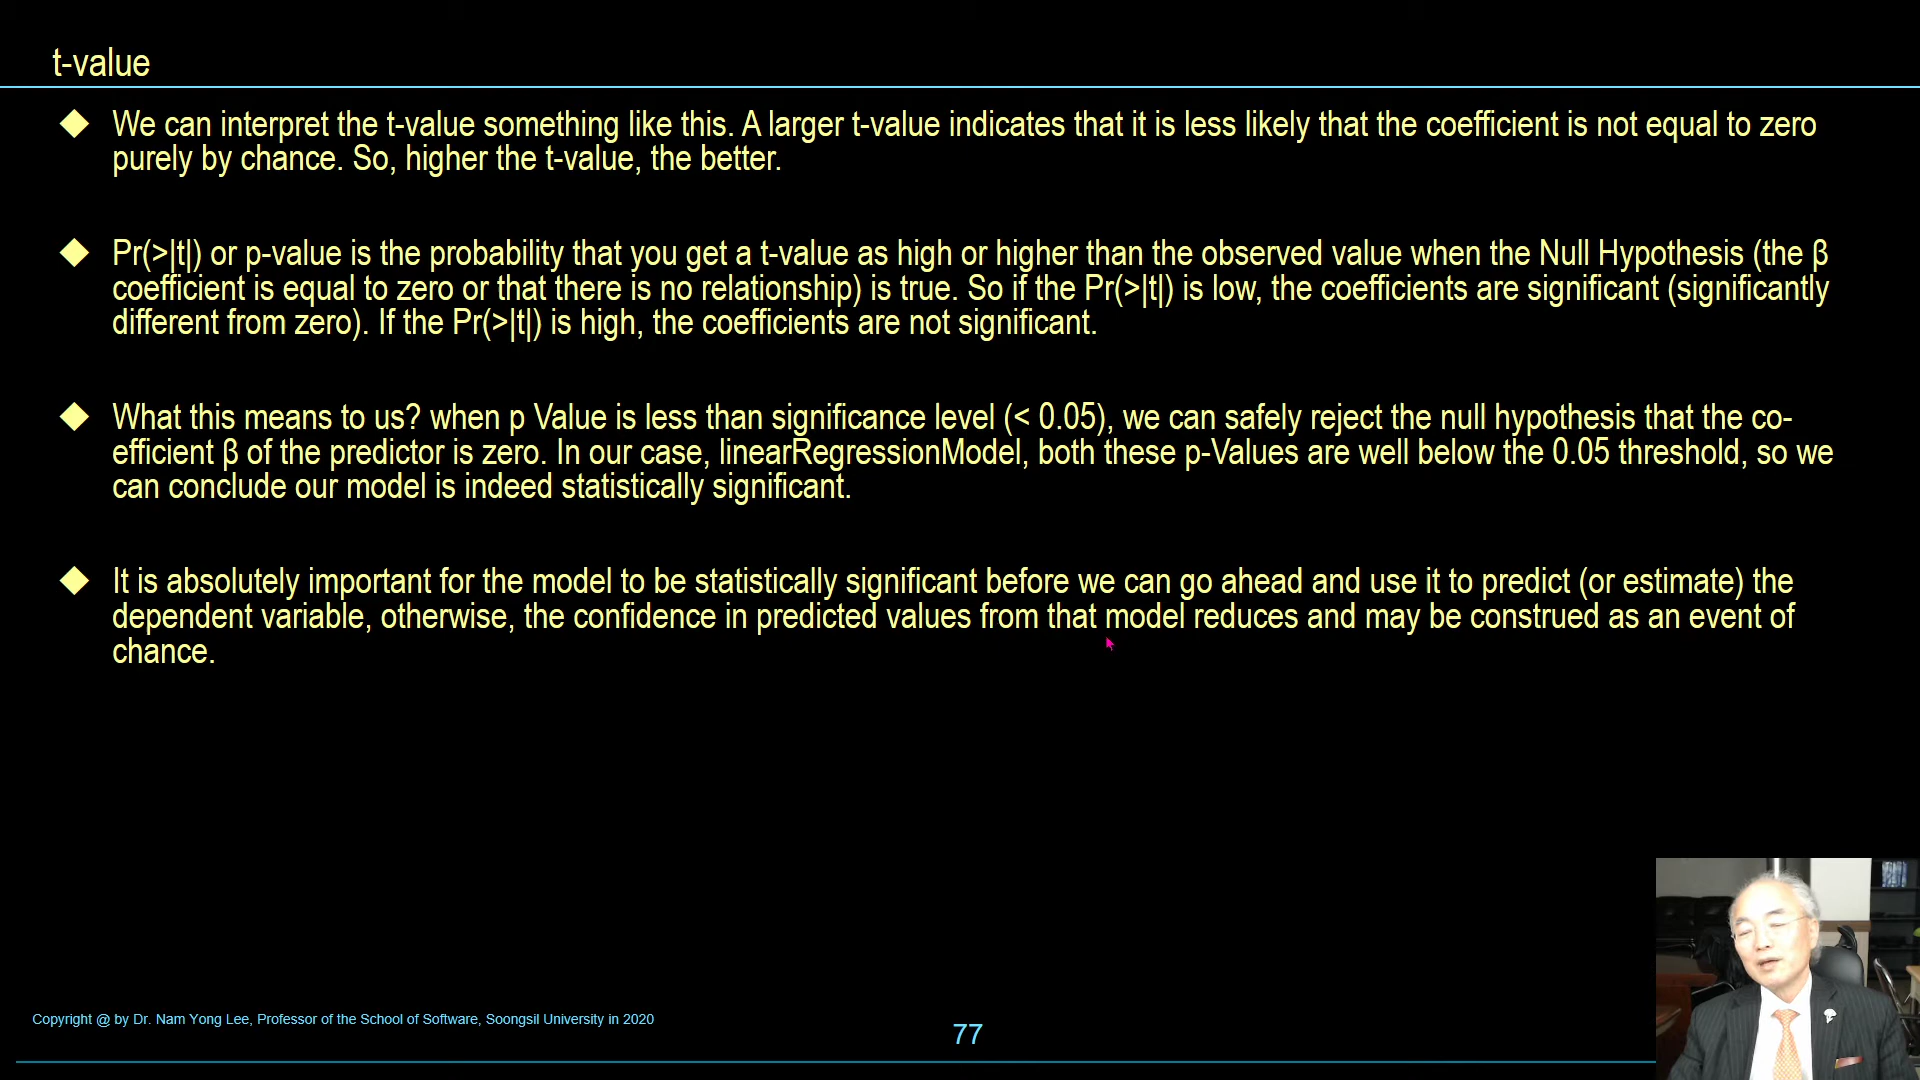 t-value
We can interpret the t-value something like this. A larger t-value indicates that it is less likely that the coefficient is not equal to zero
purely by chance. So, higher the t-value, the better.
Pr(>|t|) or p-value is the probability that you get a t-value as high or higher than the observed value when the Null Hypothesis (the β
coefficient is equal to zero or that there is no relationship) is true. So if the Pr(>|t|) is low, the coefficients are significant (significantly
different from zero). If the Pr(>|t|) is high, the coefficients are not significant.
What this means to us? when p Value is less than significance level (< 0.05), we can safely reject the null hypothesis that the co-
efficient β of the predictor is zero. In our case, linearRegressionModel, both these p-Values are well below the 0.05 threshold, so we
can conclude our model is indeed statistically significant.
It is absolutely important for the model to be statistically significant before we can go ahead and use it to predict (or estimate) the
dependent variable, otherwise, the confidence in predicted values from that model reduces and may be construed as an event of
chance.
Copyright @ by Dr. Nam Yong Lee, Professor of the School of Software, Soongsil University in 2020
77